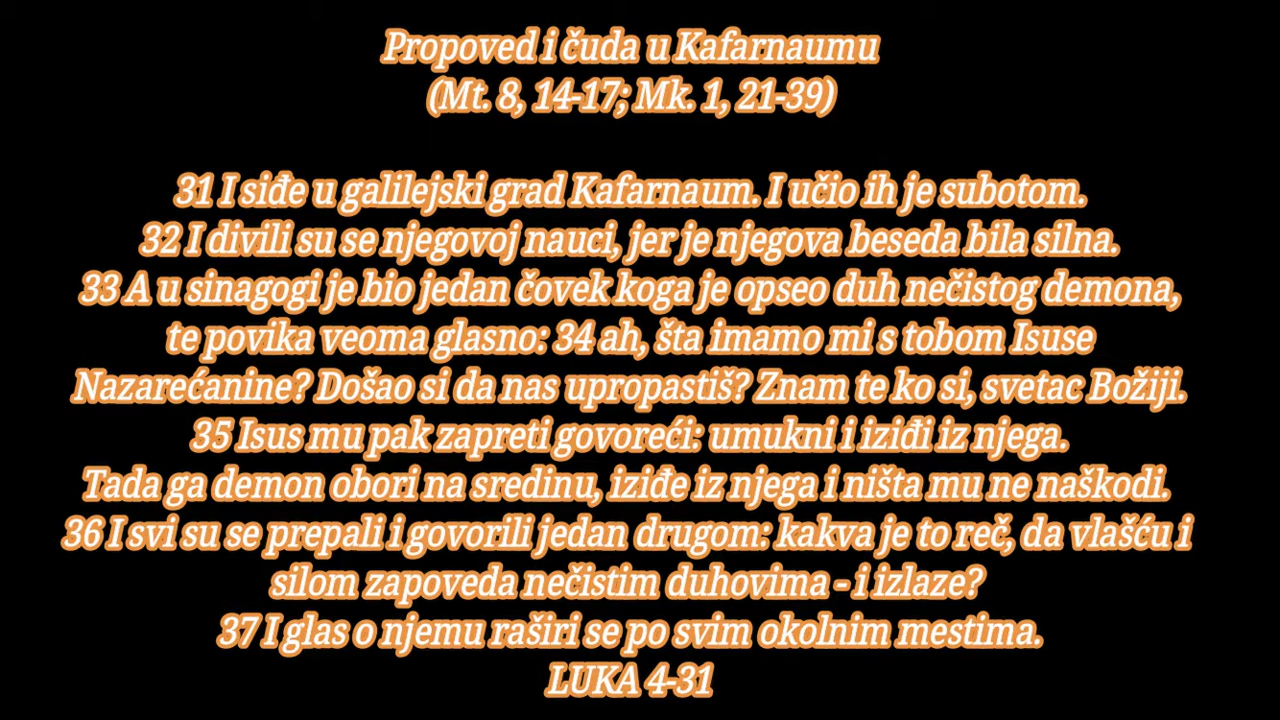 Propoved i čuda u Kafarnaumu
(Mt. 8, 14-17; Mk. 1, 21-39)
31 I siđe u galilejski grad Kafarnaum. I učio ih je subotom.
32 I divili su se njegovoj nauci, jer je njegova beseda bila silna.
33 A u sinagogi je bio jedan čovek koga je opseo duh nečistog demona,
te povika veoma glasno: 34 ah, šta imamo mi s tobom Isuse
Nazarećanine? Došao si da nas upropastiš? Znam te ko si, svetac Božiji.
35 Isus mu pak zapreti govoreći: umukni i iziđi iz njega.
Tada ga demon obori na sredinu, iziđe iz njega i ništa mu ne naškodi.
36 I svi su se prepali i govorili jedan drugom: kakva je to reč, da vlašću i
silom zapoveda nečistim duhovima - i izlaze?
37 I glas o njemu raširi se po svim okolnim mestima.
LUKA 4-31